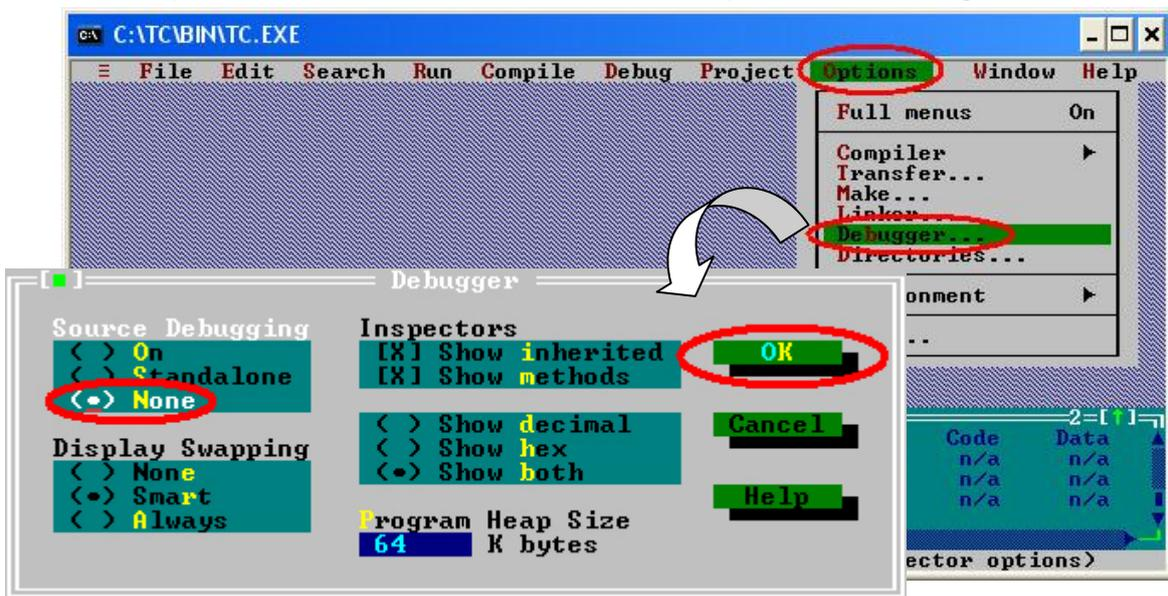 C:\TC\BIN\TC.EXE
≡ File Edit Search Run Compile Debug Project Options Window Help
Full menus On
Compiler
Transfer...
Make...
Linker...
Debugger...
Directories...
onment
..
[■] Debugger
Source Debugging
( ) On
( ) Standalone
(•) None
Display Swapping
( ) None
(•) Smart
( ) Always
Inspectors
[X] Show inherited
[X] Show methods
( ) Show decimal
( ) Show hex
(•) Show both
Program Heap Size
64 K bytes
OK
Cancel
Help
2=[↑]
Code Data
n/a n/a
n/a n/a
n/a n/a
ector options)